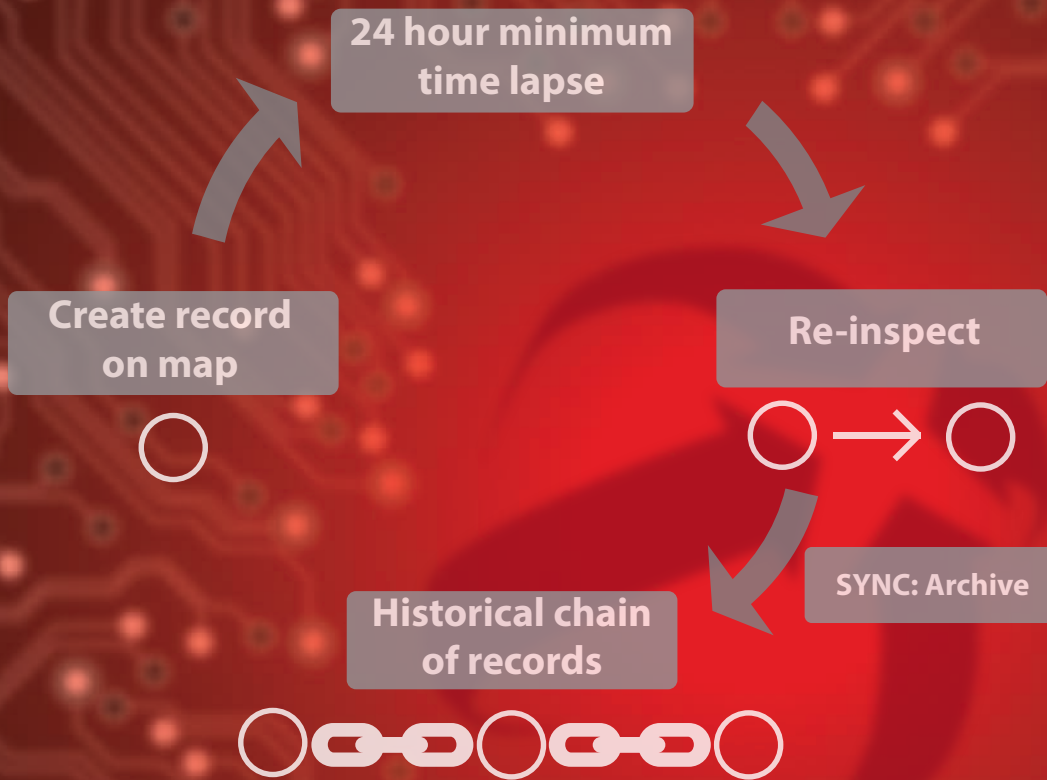 24 hour minimum
time lapse
Create record
on map
Re-inspect
SYNC: Archive
Historical chain
of records